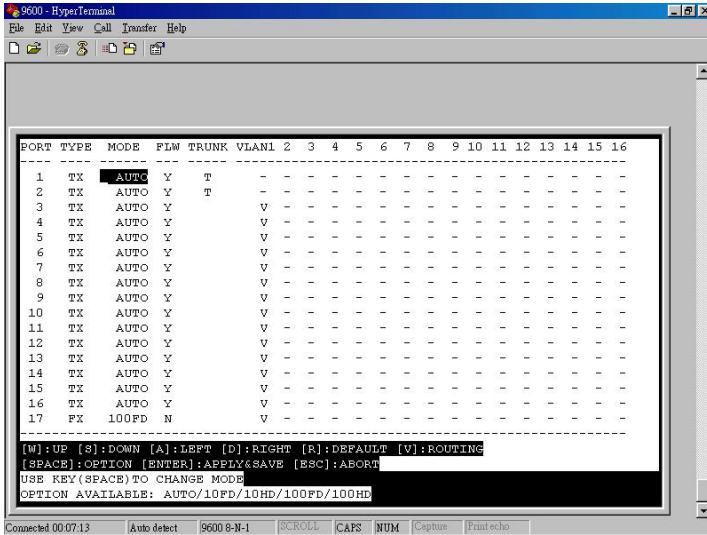 9600 - HyperTerminal
File Edit View Call Transfer Help
PORT TYPE MODE FLW TRUNK VLAN1 2 3 4 5 6 7 8 9 10 11 12 13 14 15 16
---- ---- ----- --- ----- ---------------------------------------------
1 TX AUTO Y T - - - - - - - - - - - - - - - -
2 TX AUTO Y T - - - - - - - - - - - - - - - -
3 TX AUTO Y V - - - - - - - - - - - - - - -
4 TX AUTO Y V - - - - - - - - - - - - - - -
5 TX AUTO Y V - - - - - - - - - - - - - - -
6 TX AUTO Y V - - - - - - - - - - - - - - -
7 TX AUTO Y V - - - - - - - - - - - - - - -
8 TX AUTO Y V - - - - - - - - - - - - - - -
9 TX AUTO Y V - - - - - - - - - - - - - - -
10 TX AUTO Y V - - - - - - - - - - - - - - -
11 TX AUTO Y V - - - - - - - - - - - - - - -
12 TX AUTO Y V - - - - - - - - - - - - - - -
13 TX AUTO Y V - - - - - - - - - - - - - - -
14 TX AUTO Y V - - - - - - - - - - - - - - -
15 TX AUTO Y V - - - - - - - - - - - - - - -
16 TX AUTO Y V - - - - - - - - - - - - - - -
17 FX 100FD N V - - - - - - - - - - - - - - -
------------------------------------------------------------------------
[W]:UP [S]:DOWN [A]:LEFT [D]:RIGHT [R]:DEFAULT [V]:ROUTING
[SPACE]:OPTION [ENTER]:APPLY&SAVE [ESC]:ABORT
USE KEY(SPACE)TO CHANGE MODE
OPTION AVAILABLE: AUTO/10FD/10HD/100FD/100HD
Connected 00:07:13 Auto detect 9600 8-N-1 SCROLL CAPS NUM Capture Print echo